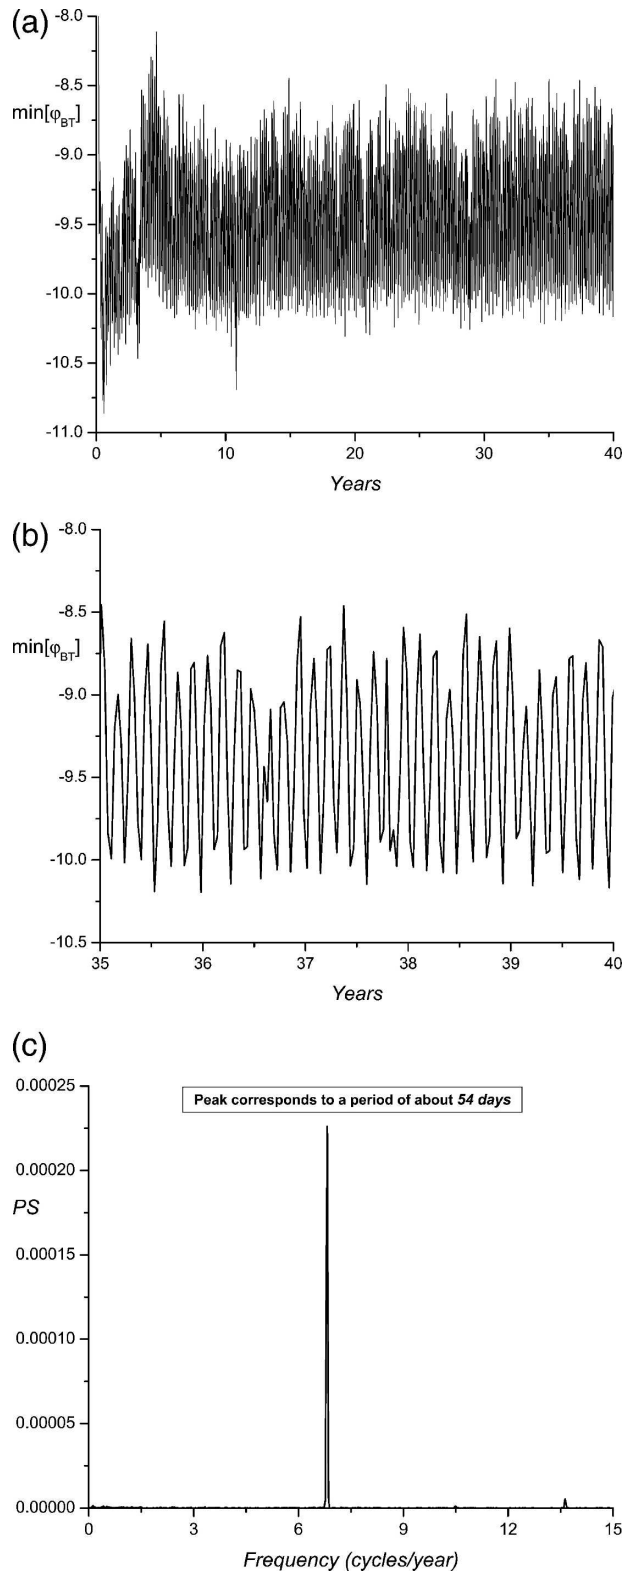 (a)
-8.0
-8.5
min[φBT]
-9.0
-9.5
-10.0
-10.5
-11.0
0 10 20 30 40
Years
(b)
-8.0
-8.5
min[φBT]
-9.0
-9.5
-10.0
-10.5
35 36 37 38 39 40
Years
(c)
0.00025
Peak corresponds to a period of about 54 days
0.00020
PS
0.00015
0.00010
0.00005
0.00000
0 3 6 9 12 15
Frequency (cycles/year)